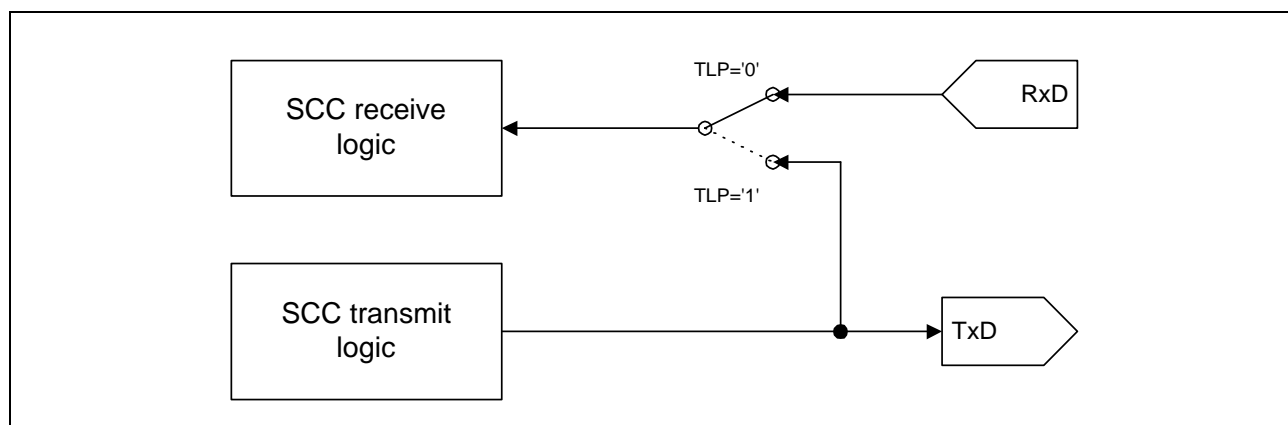 TLP='0'
SCC receive
logic
RxD
TLP='1'
SCC transmit
logic
TxD